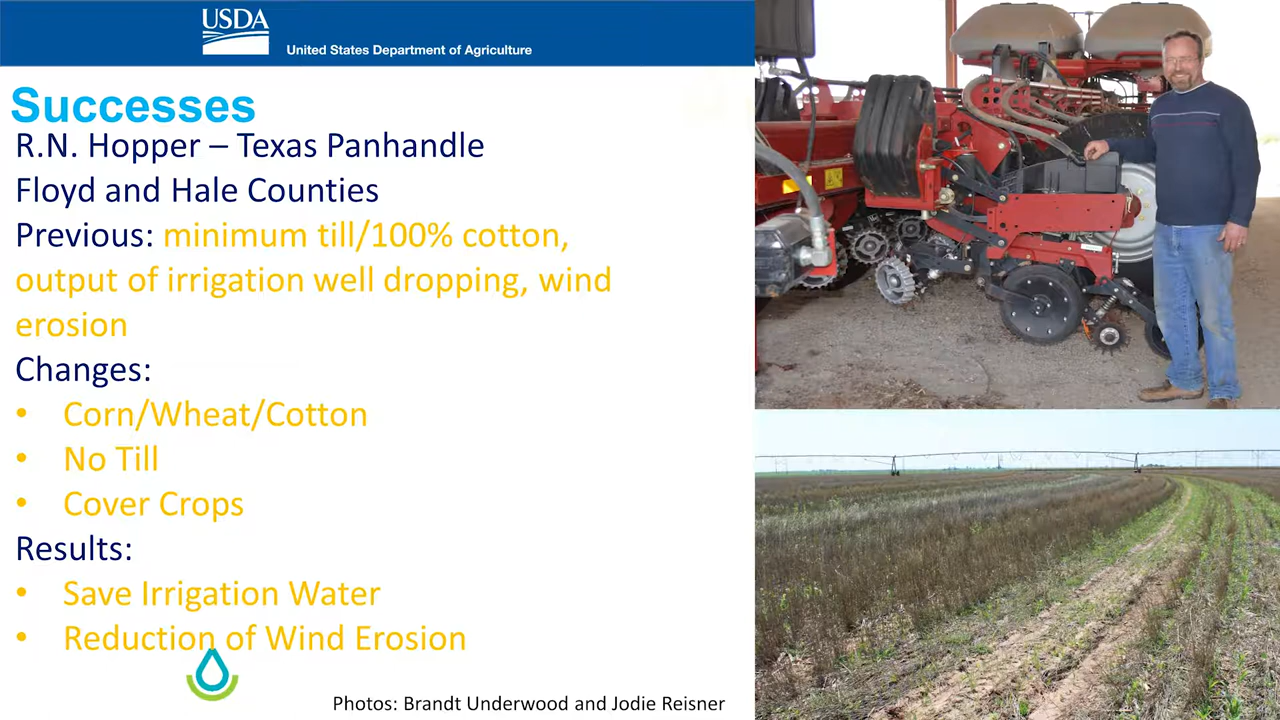 USDA
United States Department of Agriculture
Successes
R.N. Hopper – Texas Panhandle
Floyd and Hale Counties
Previous: minimum till/100% cotton,
output of irrigation well dropping, wind
erosion
Changes:
• Corn/Wheat/Cotton
• No Till
• Cover Crops
Results:
• Save Irrigation Water
• Reduction of Wind Erosion
Photos: Brandt Underwood and Jodie Reisner